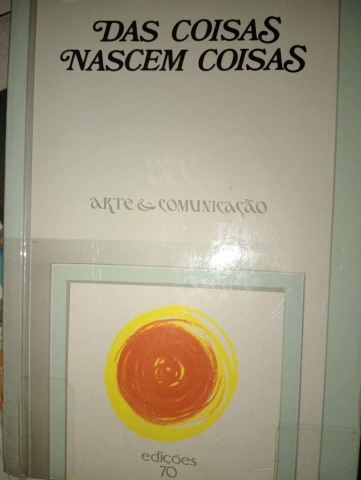 DAS COISAS
NASCEM COISAS
ARTE & COMUNICAÇÃO
edições
70